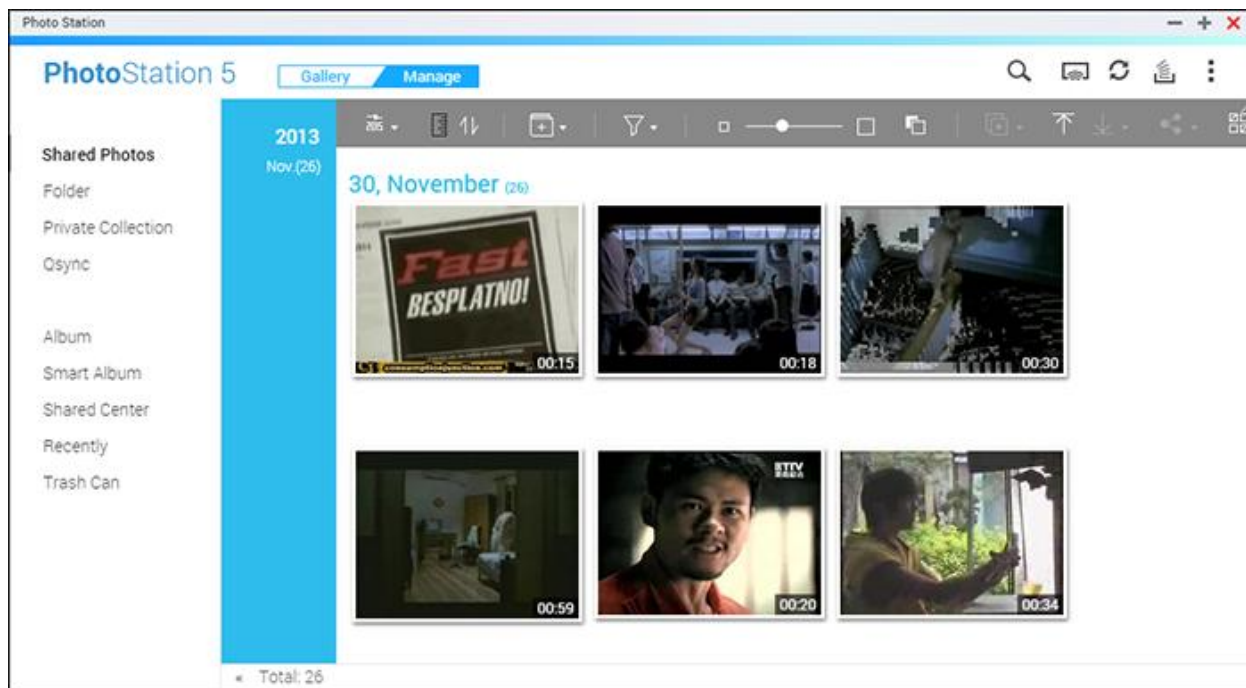 Photo Station
PhotoStation 5
Gallery
Manage
Shared Photos
Folder
Private Collection
Qsync
Album
Smart Album
Shared Center
Recently
Trash Can
2013
Nov.(26)
30, November (26)
Fast
BESPLATNO!
consumptionjunction.com
00:15
00:18
00:30
00:59
00:20
00:34
« Total: 26